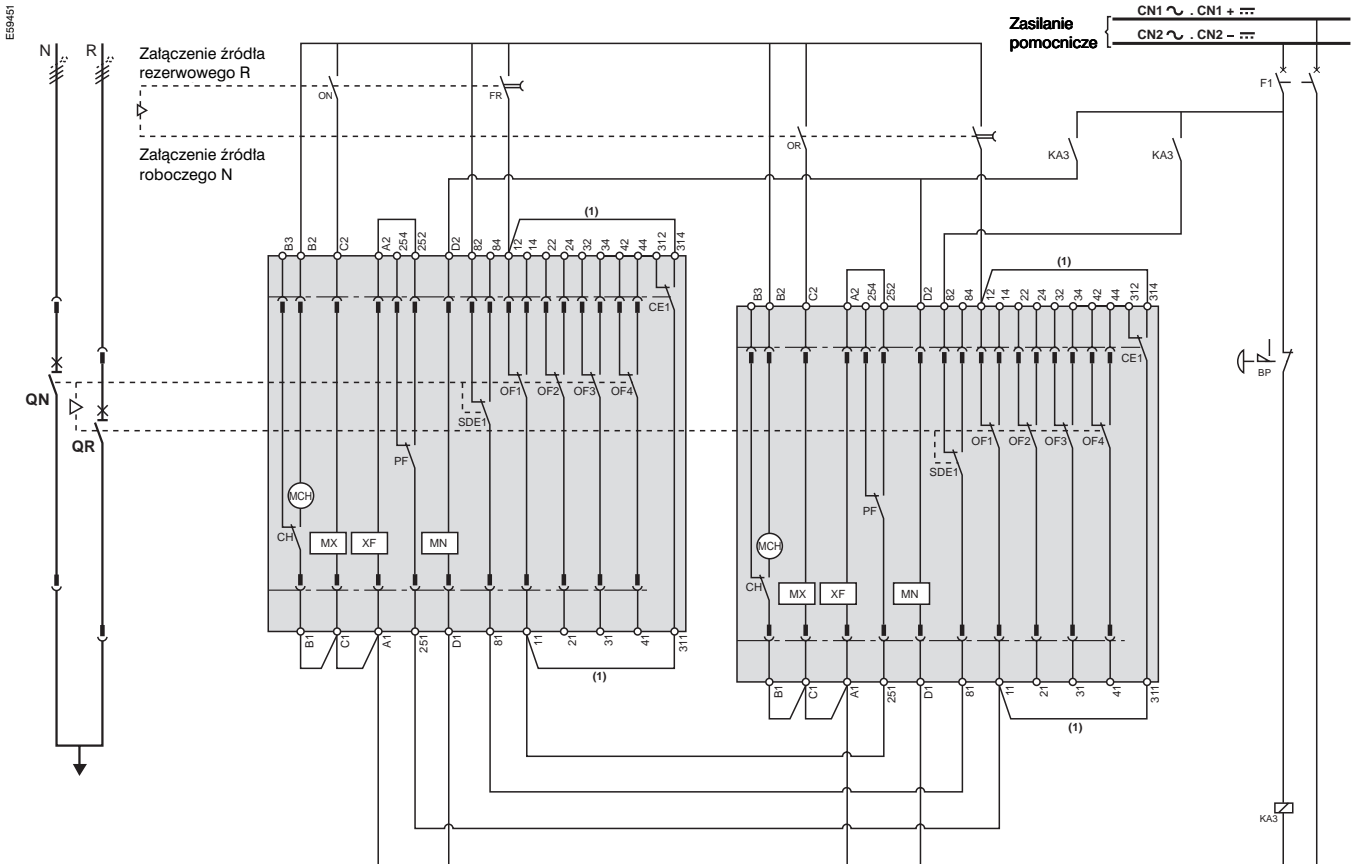 E59451
CN1 ∿ . CN1 + ⎓
CN2 ∿ . CN2 – ⎓
Zasilanie
pomocnicze
N
R
Załączenie źródła
rezerwowego R
ON
FR
F1
Załączenie źródła
roboczego N
OR
KA3
KA3
(1)
B3
B2
C2
A2
254
252
D2
82
84
12
14
22
24
32
34
42
44
312
314
(1)
B3
B2
C2
A2
254
252
D2
82
84
12
14
22
24
32
34
42
44
312
314
CE1
CE1
BP
QN
QR
OF1
OF2
OF3
OF4
SDE1
PF
MCH
CH
MX
XF
MN
OF1
OF2
OF3
OF4
SDE1
PF
MCH
CH
MX
XF
MN
B1
C1
A1
251
D1
81
11
21
31
41
311
(1)
B1
C1
A1
251
D1
81
11
21
31
41
311
(1)
KA3